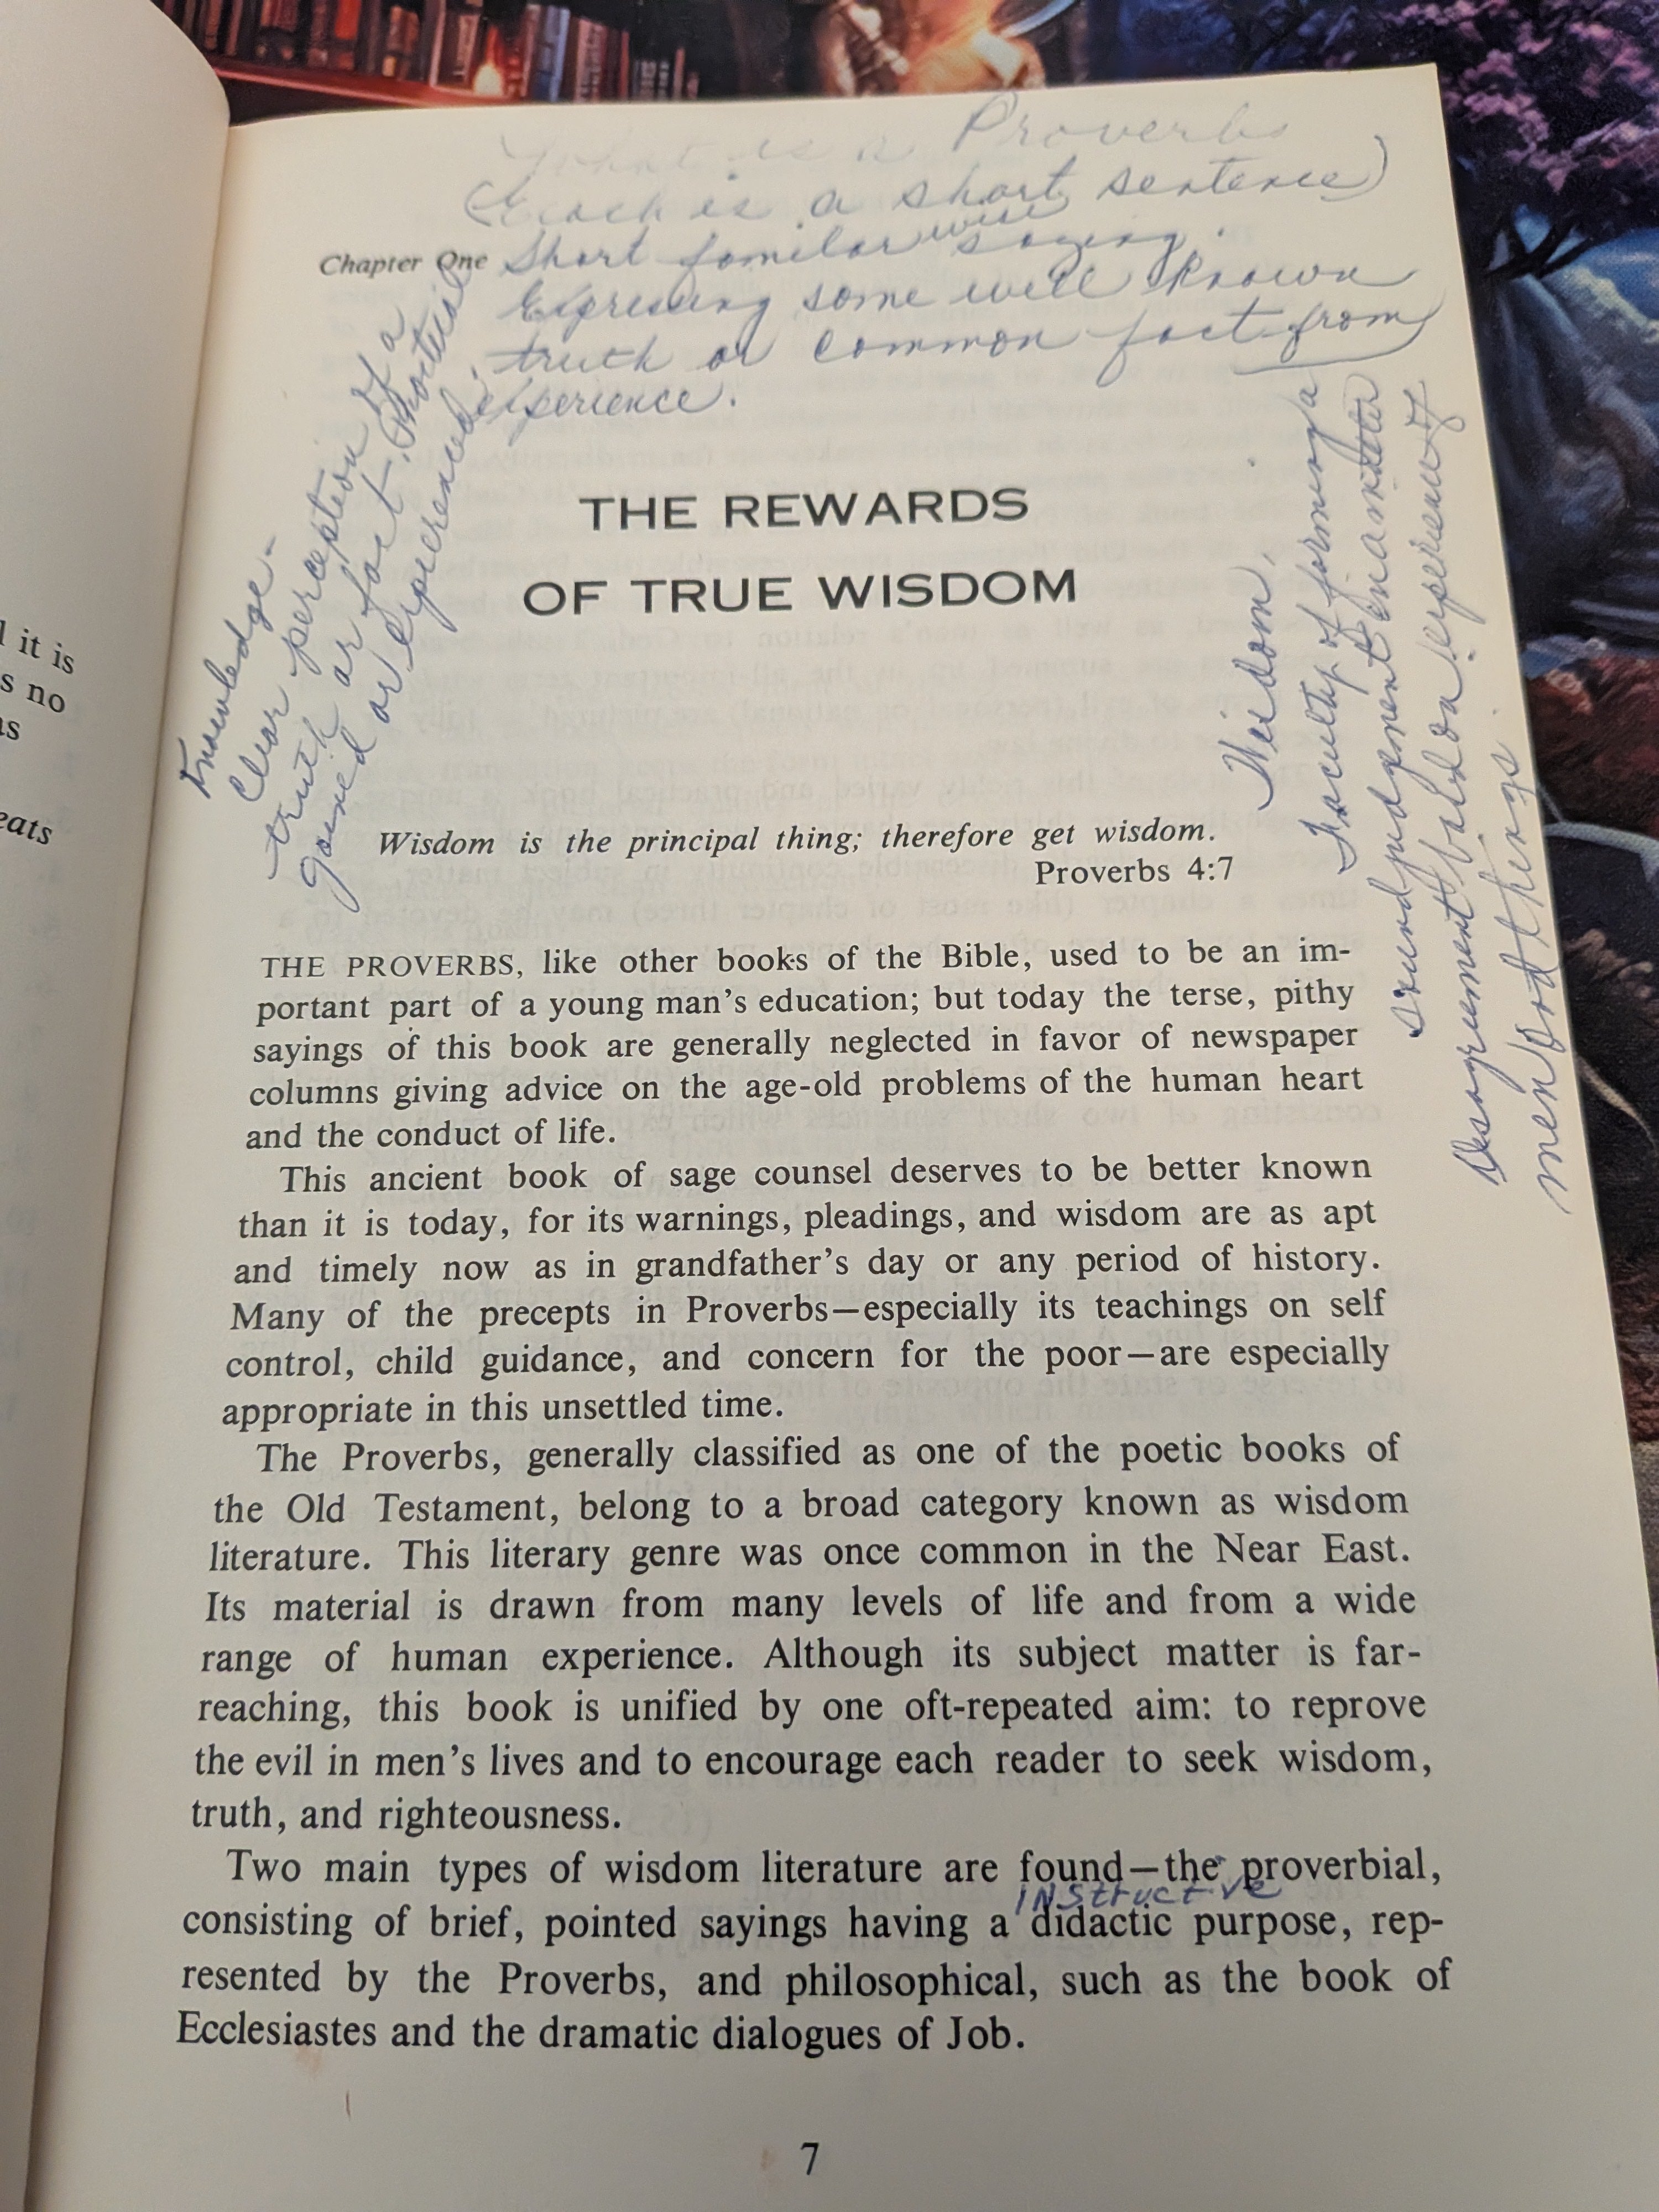 What is a Proverbs
(Each is a short sentence)
Chapter One
Short familar wise saying.
Expressing some well known
truth or common fact from
experience.
Knowledge-
Clear perception of a
truth or fact.
gained or experienced
THE REWARDS
OF TRUE WISDOM
Wisdom,
Faculty of forming a
sound judgment in a matter
experience of
men and things
Wisdom is the principal thing; therefore get wisdom.
Proverbs 4:7
THE PROVERBS, like other books of the Bible, used to be an im-
portant part of a young man's education; but today the terse, pithy
sayings of this book are generally neglected in favor of newspaper
columns giving advice on the age-old problems of the human heart
and the conduct of life.
This ancient book of sage counsel deserves to be better known
than it is today, for its warnings, pleadings, and wisdom are as apt
and timely now as in grandfather's day or any period of history.
Many of the precepts in Proverbs—especially its teachings on self
control, child guidance, and concern for the poor—are especially
appropriate in this unsettled time.
The Proverbs, generally classified as one of the poetic books of
the Old Testament, belong to a broad category known as wisdom
literature. This literary genre was once common in the Near East.
Its material is drawn from many levels of life and from a wide
range of human experience. Although its subject matter is far-
reaching, this book is unified by one oft-repeated aim: to reprove
the evil in men's lives and to encourage each reader to seek wisdom,
truth, and righteousness.
Two main types of wisdom literature are found—the proverbial,
INStructive
consisting of brief, pointed sayings having a didactic purpose, rep-
resented by the Proverbs, and philosophical, such as the book of
Ecclesiastes and the dramatic dialogues of Job.
7
it is
s no
eats